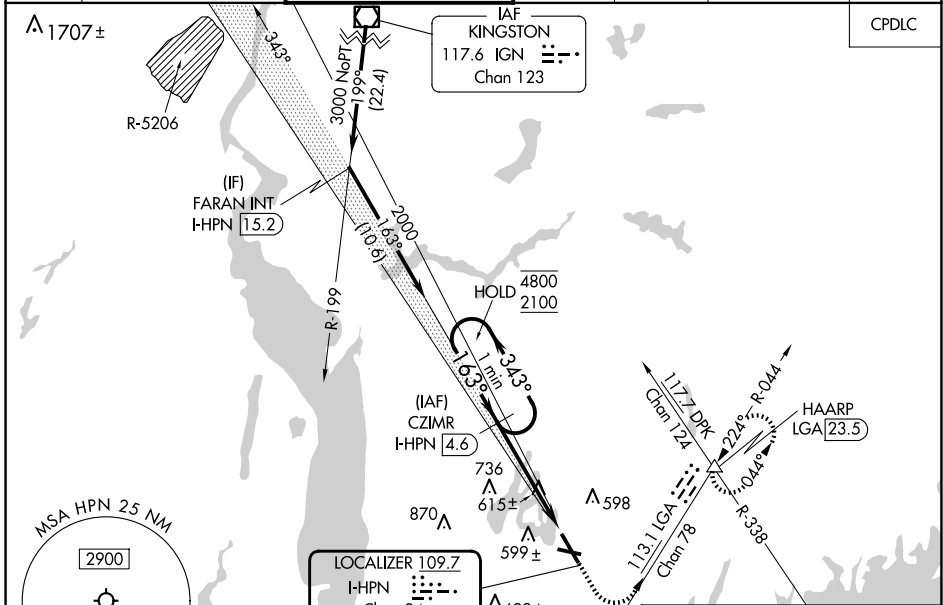 1707 ±
IAF
KINGSTON
117.6 IGN
Chan 123
CPDLC
343°
3000 NoPT
199°
(22.4)
R-5206
(IF)
FARAN INT
I-HPN 15.2
2000
163°
(10.6)
R-199
HOLD 4800
2100
1 min
343°
163°
(IAF)
CZIMR
I-HPN 4.6
117.7 DPK
Chan 124
R-044
224°
044°
HAARP
LGA 23.5
R-338
113.1 LGA
Chan 78
736
615 ±
598
870
599 ±
MSA HPN 25 NM
2900
LOCALIZER 109.7
I-HPN